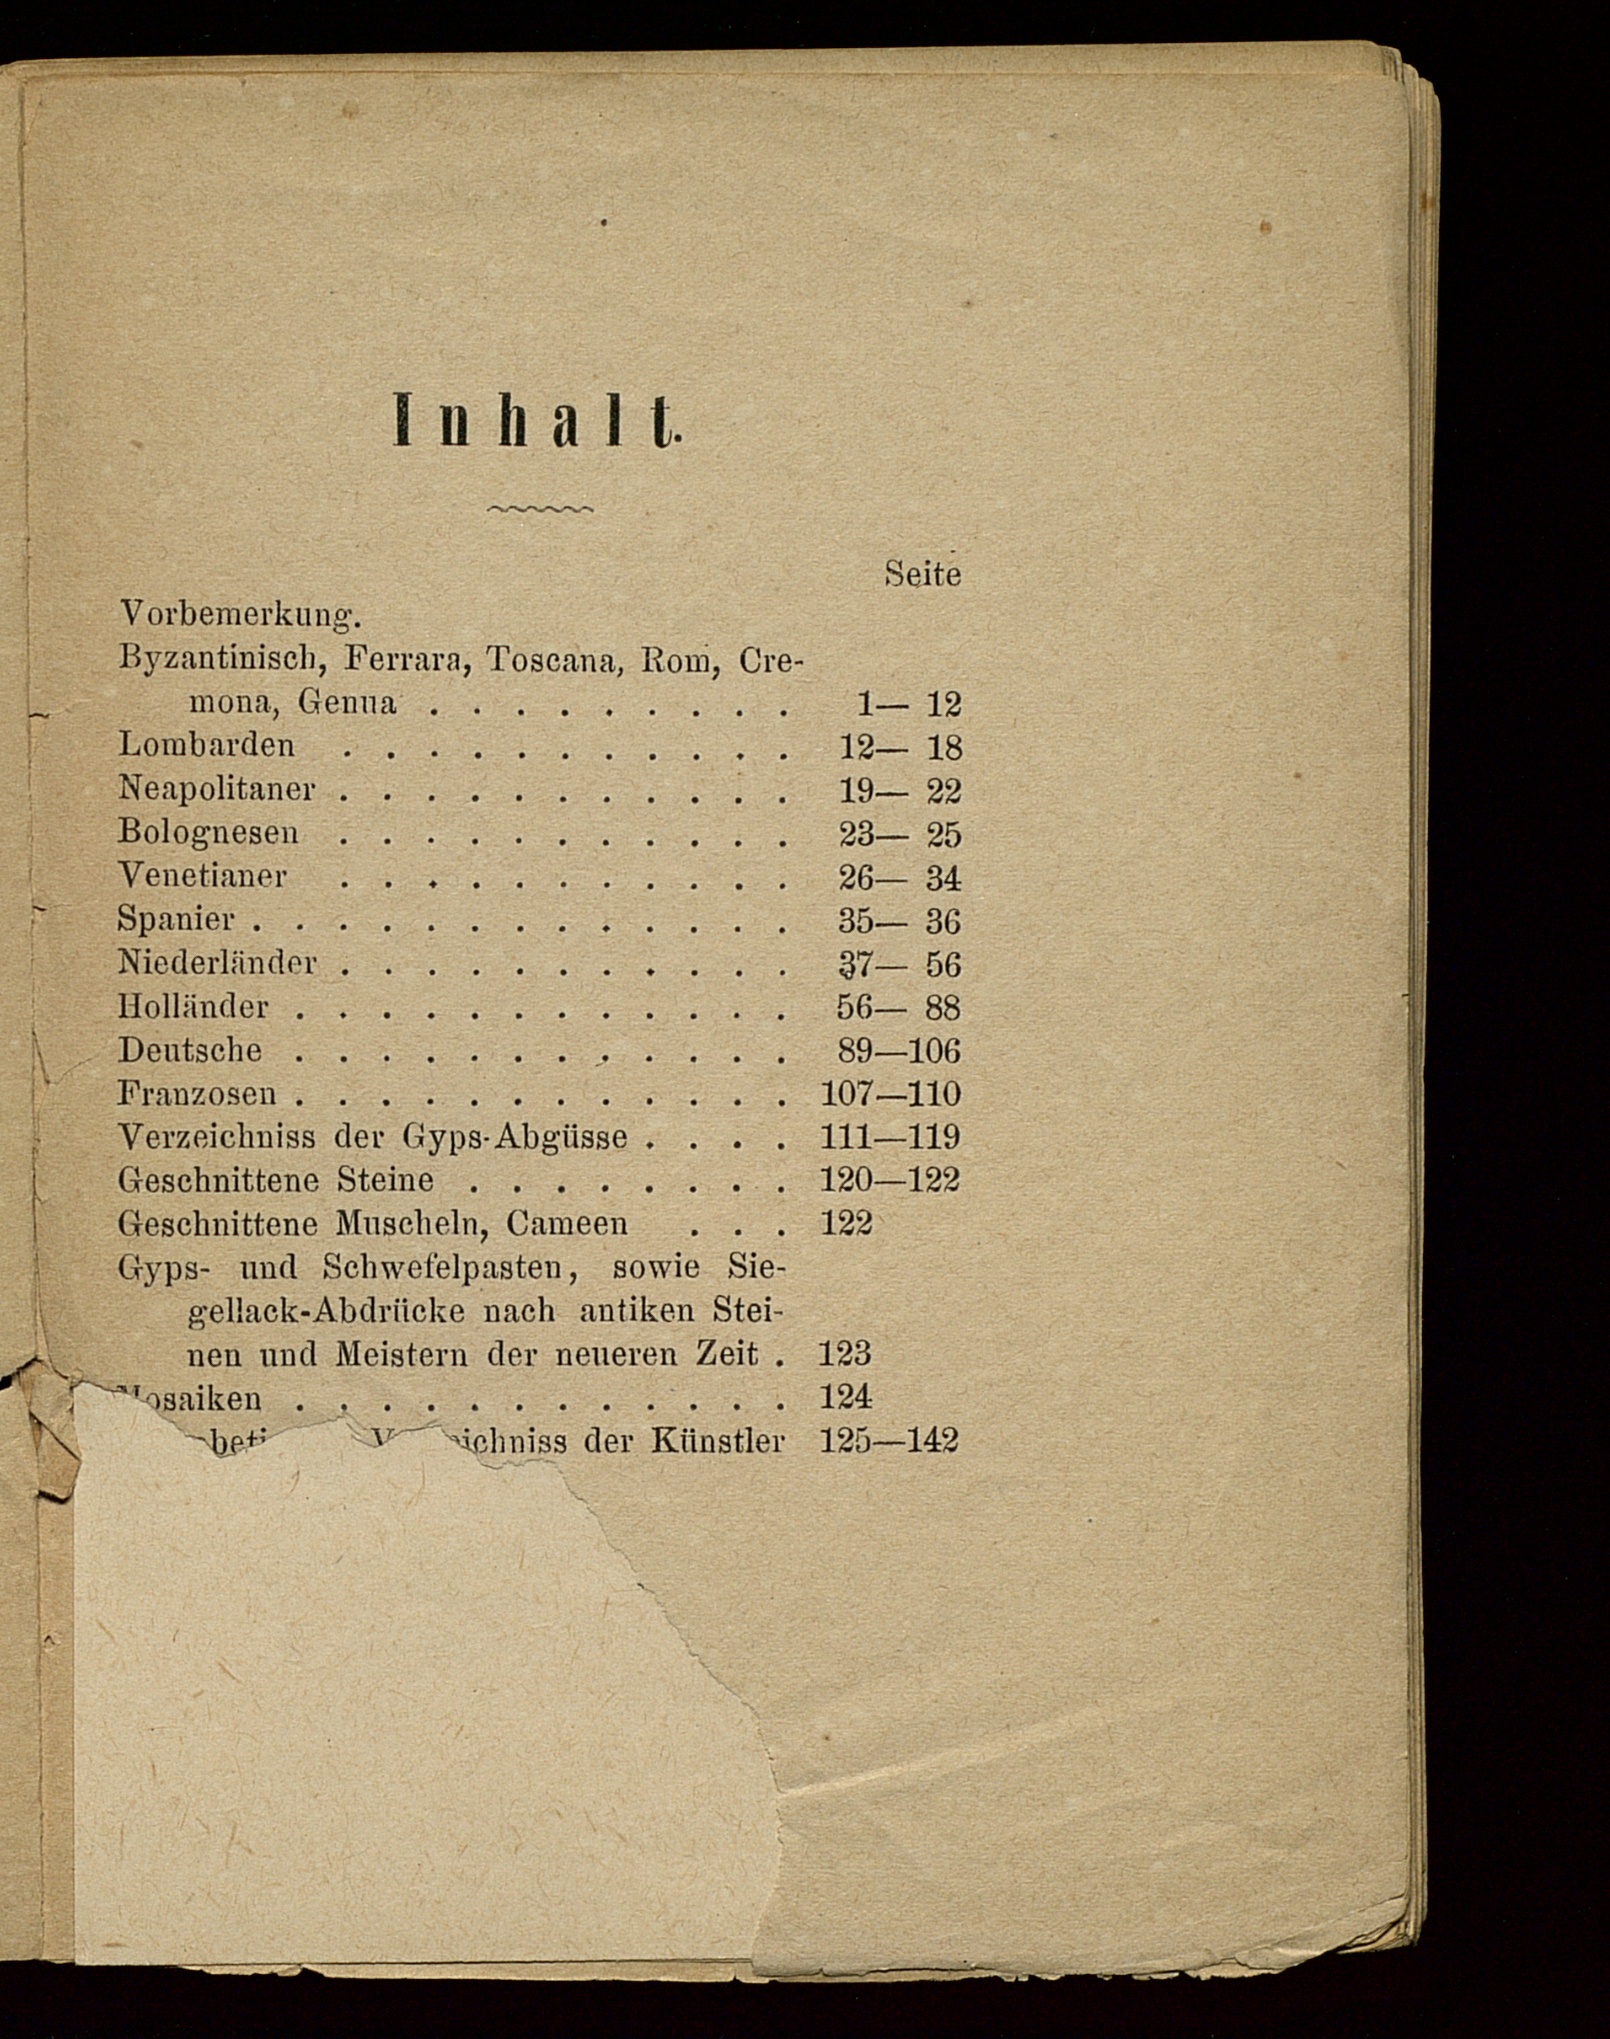 Inhalt.
Seite
Vorbemerkung.
Byzantinisch, Ferrara, Toscana, Rom, Cre-
mona, Genua . . . . . . . . . 1— 12
Lombarden . . . . . . . . . . . 12— 18
Neapolitaner . . . . . . . . . . . 19— 22
Bolognesen . . . . . . . . . . . 23— 25
Venetianer . . . . . . . . . . . 26— 34
Spanier . . . . . . . . . . . . . 35— 36
Niederländer . . . . . . . . . . . 37— 56
Holländer . . . . . . . . . . . . 56— 88
Deutsche . . . . . . . . . . . . 89—106
Franzosen . . . . . . . . . . . . 107—110
Verzeichniss der Gyps-Abgüsse . . . . 111—119
Geschnittene Steine . . . . . . . . 120—122
Geschnittene Muscheln, Cameen . . . 122
Gyps- und Schwefelpasten, sowie Sie-
gellack-Abdrücke nach antiken Stei-
nen und Meistern der neueren Zeit . 123
Mosaiken . . . . . . . . . . . . 124
der Künstler 125—142